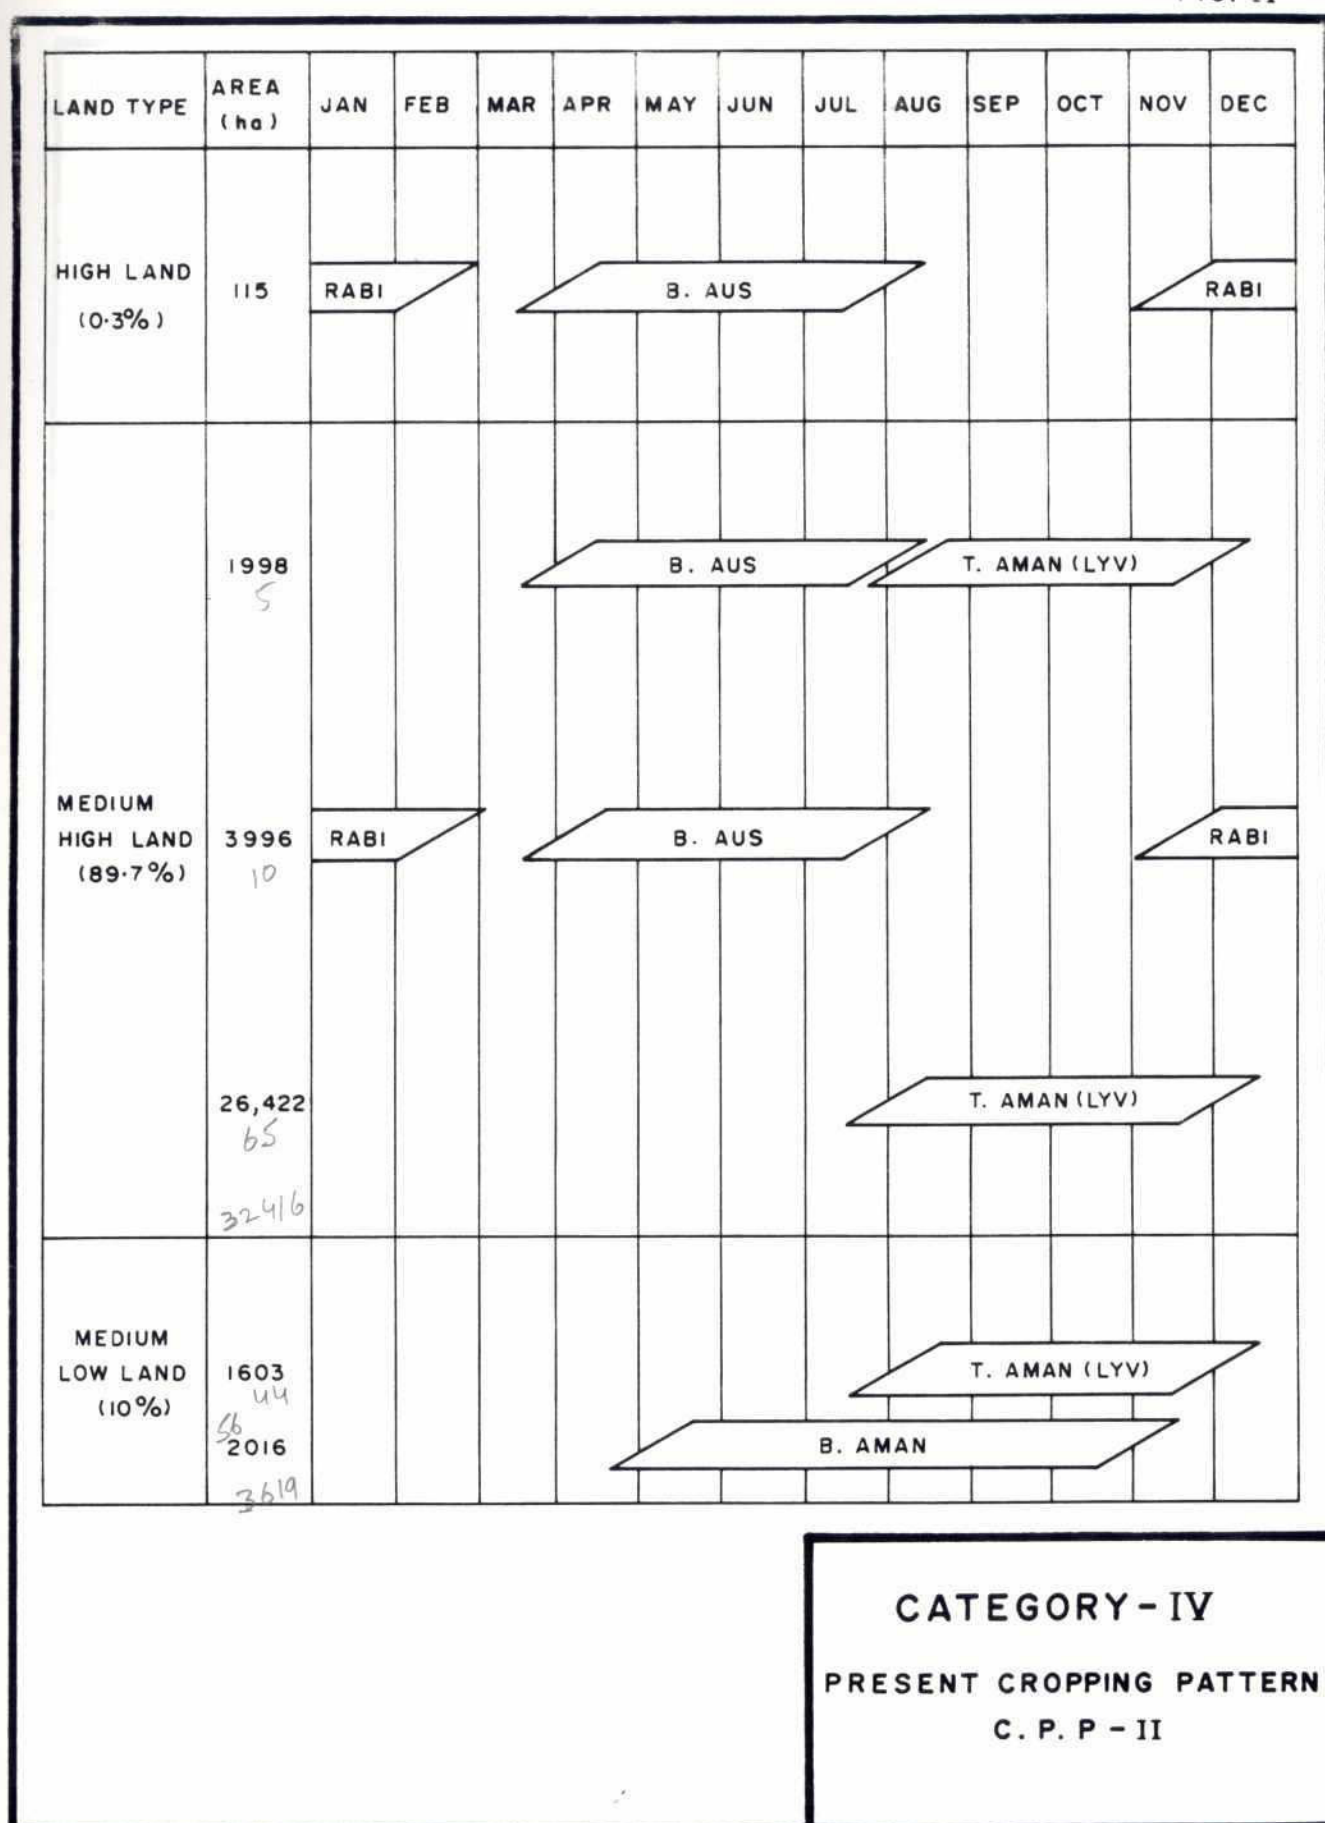 LAND TYPE AREA (ha) JAN FEB MAR APR MAY JUN JUL AUG SEP OCT NOV DEC
HIGH LAND
(0.3%)
115 RABI B. AUS RABI
1998 B. AUS T. AMAN (LYV)
5
MEDIUM
HIGH LAND
(89.7%)
3996 RABI B. AUS RABI
10
26,422 T. AMAN (LYV)
65
32416
MEDIUM
LOW LAND
(10%)
1603 T. AMAN (LYV)
44
56
2016 B. AMAN
3619
CATEGORY-IV
PRESENT CROPPING PATTERN
C. P. P - II